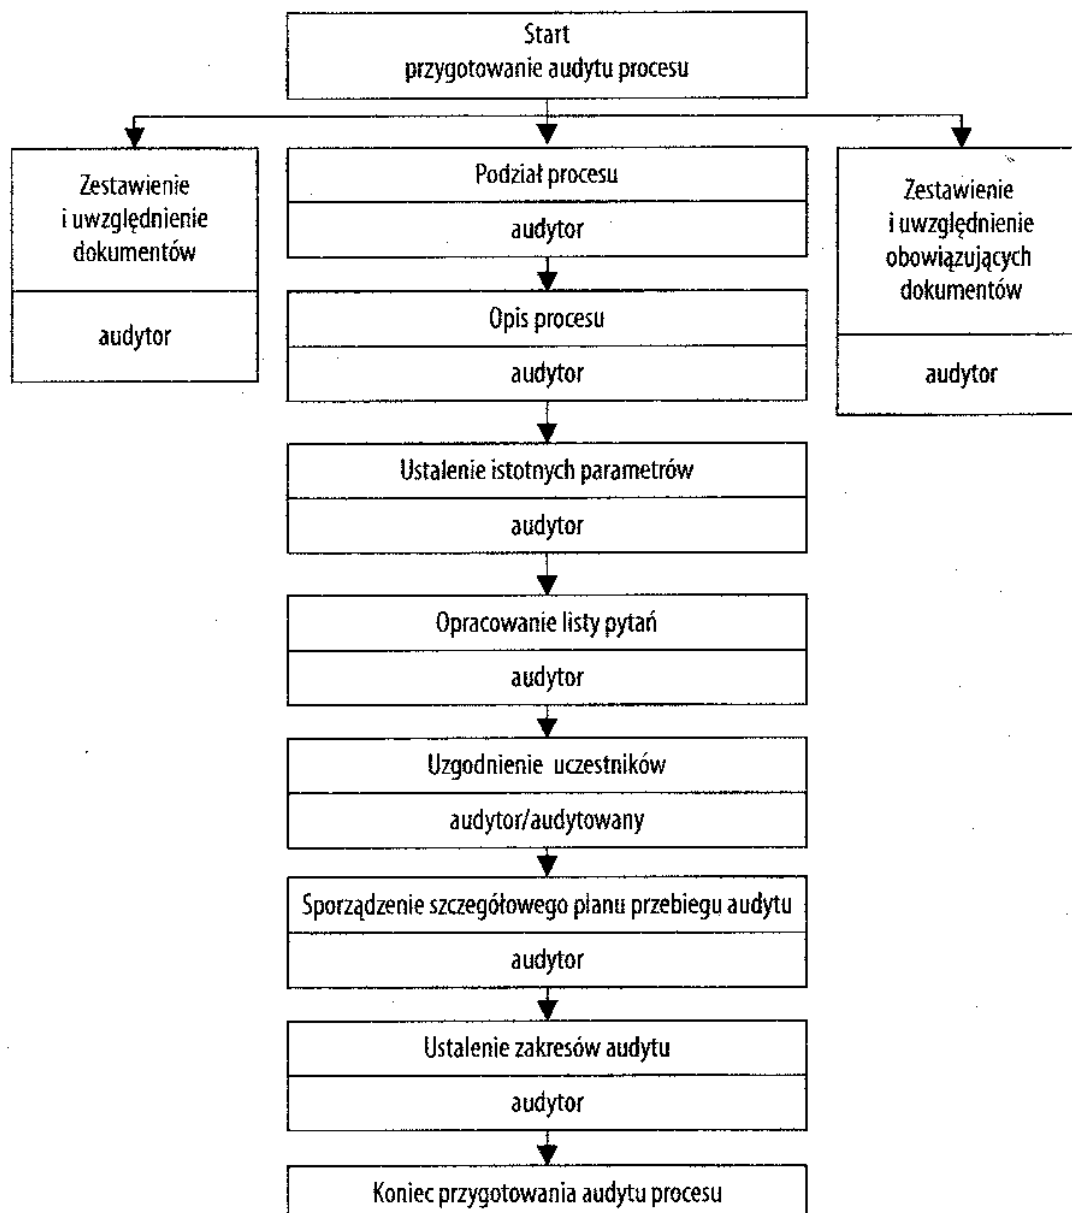 Start
przygotowanie audytu procesu
Zestawienie
i uwzględnienie
dokumentów
audytor
Podział procesu
audytor
Zestawienie
i uwzględnienie
obowiązujących
dokumentów
audytor
Opis procesu
audytor
Ustalenie istotnych parametrów
audytor
Opracowanie listy pytań
audytor
Uzgodnienie uczestników
audytor/audytowany
Sporządzenie szczegółowego planu przebiegu audytu
audytor
Ustalenie zakresów audytu
audytor
Koniec przygotowania audytu procesu